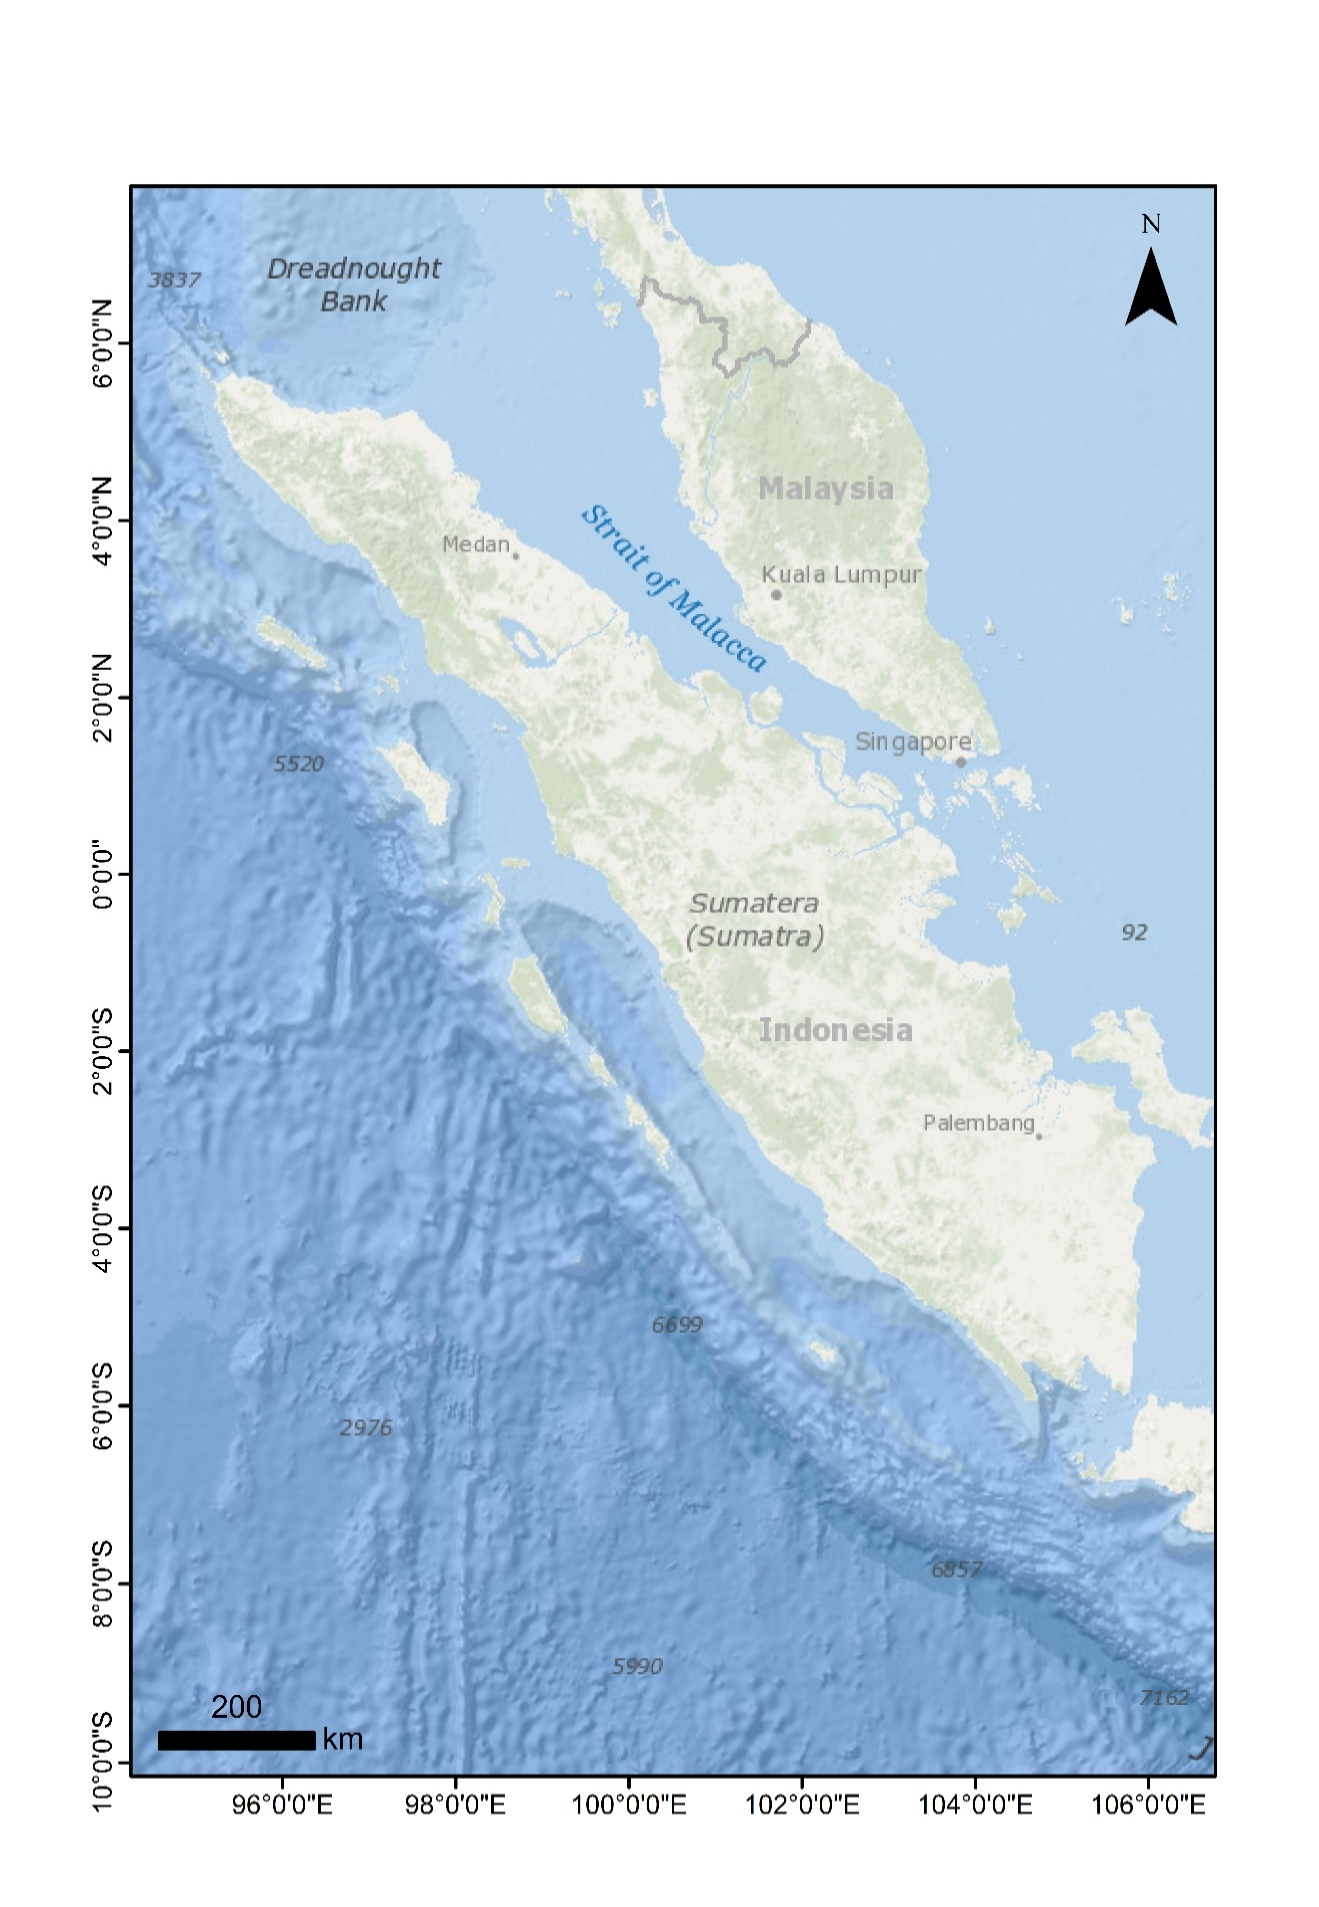 N
3837
Dreadnought
Bank
6°0'0"N
4°0'0"N
2°0'0"N
0°0'0"
2°0'0"S
4°0'0"S
6°0'0"S
8°0'0"S
10°0'0"S
Malaysia
Strait of Malacca
Medan
Kuala Lumpur
Singapore
5520
Sumatera
(Sumatra)
92
Indonesia
Palembang
6699
2976
6857
5990
7162
J
200
km
96°0'0"E
98°0'0"E
100°0'0"E
102°0'0"E
104°0'0"E
106°0'0"E